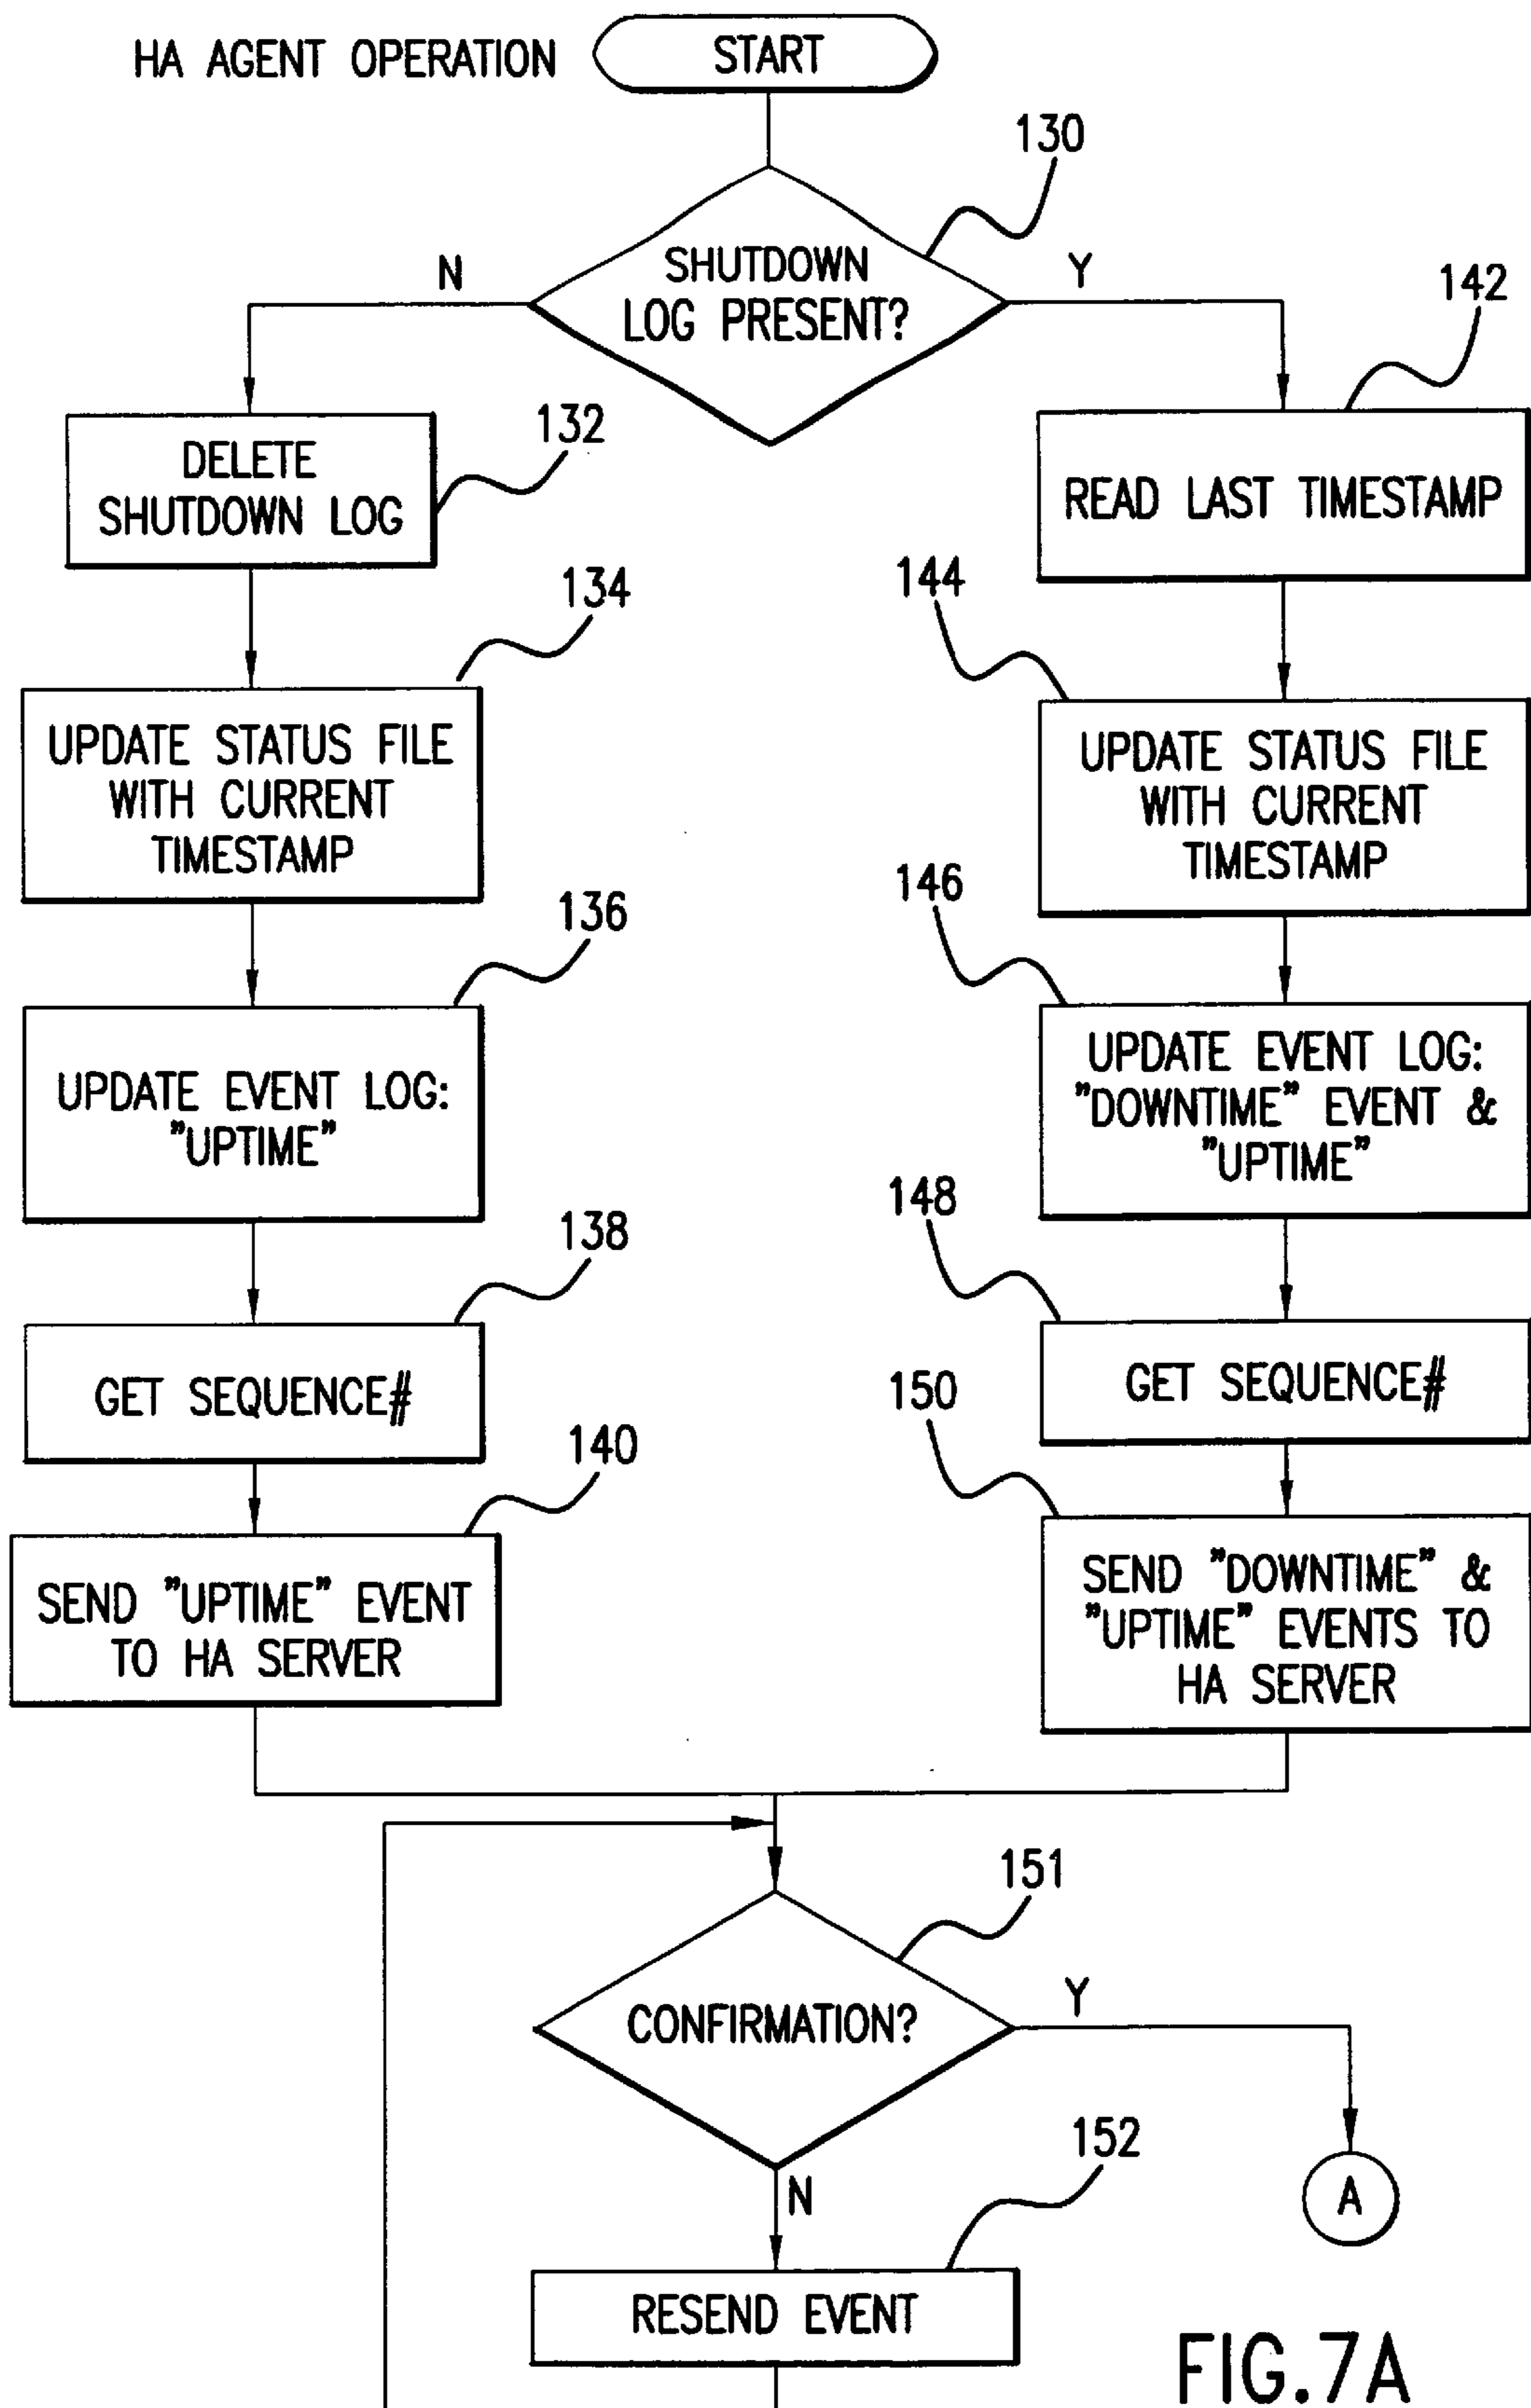 HA AGENT OPERATION
START
130
SHUTDOWN
LOG PRESENT?
N
Y
142
DELETE
SHUTDOWN LOG
132
READ LAST TIMESTAMP
134
144
UPDATE STATUS FILE
WITH CURRENT
TIMESTAMP
UPDATE STATUS FILE
WITH CURRENT
TIMESTAMP
136
146
UPDATE EVENT LOG:
"UPTIME"
UPDATE EVENT LOG:
"DOWNTIME" EVENT &
"UPTIME"
138
148
GET SEQUENCE#
GET SEQUENCE#
140
150
SEND "UPTIME" EVENT
TO HA SERVER
SEND "DOWNTIME" &
"UPTIME" EVENTS TO
HA SERVER
151
CONFIRMATION?
Y
N
152
A
RESEND EVENT
FIG.7A